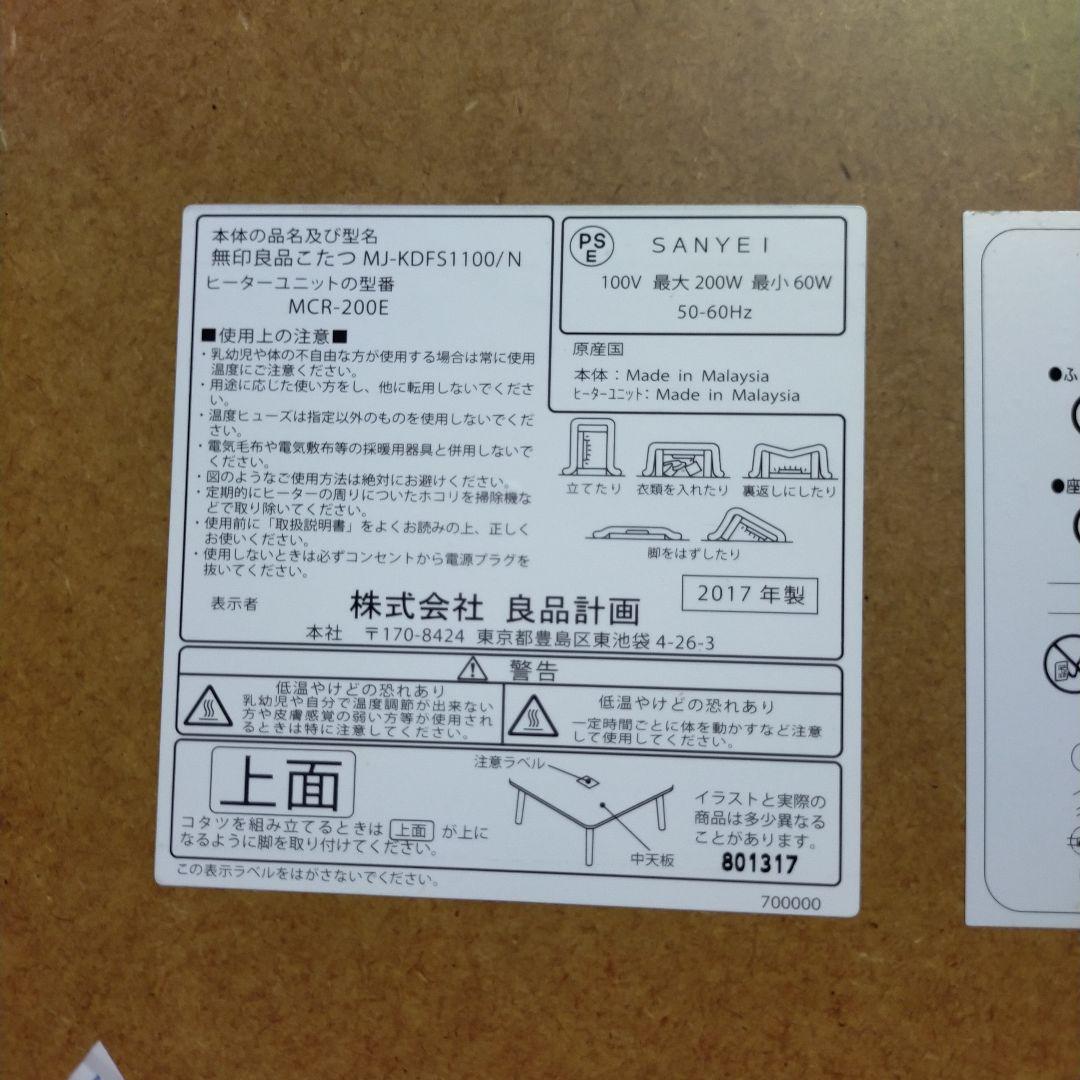 本体の品名及び型名
無印良品こたつ MJ-KDFS1100/N
ヒーターユニットの型番
MCR-200E
■使用上の注意■
・乳幼児や体の不自由な方が使用する場合は常に使用
温度にご注意ください。
・用途に応じた使い方をし、他に転用しないでくださ
い。
・温度ヒューズは指定以外のものを使用しないでくだ
さい。
・電気毛布や電気敷布等の採暖用器具と併用しないで
ください。
・図のようなご使用方法は絶対にお避けください。
・定期的にヒーターの周りについたホコリを掃除機な
どで取り除いてください。
・使用前に「取扱説明書」をよくお読みの上、正しく
お使いください。
・使用しないときは必ずコンセントから電源プラグを
抜いてください。
PS
E
SANYEI
100V 最大 200W 最小 60W
50-60Hz
原産国
本体：Made in Malaysia
ヒーターユニット：Made in Malaysia
立てたり 衣類を入れたり 裏返しにしたり
脚をはずしたり
2017 年製
表示者 株式会社 良品計画
本社 〒170-8424 東京都豊島区東池袋 4-26-3
警告
低温やけどの恐れあり
乳幼児や自分で温度調節が出来ない
方や皮膚感覚の弱い方等が使用され
るときは特に注意してください。
低温やけどの恐れあり
一定時間ごとに体を動かすなど注意
して使用してください。
上面
コタツを組み立てるときは 上面 が上に
なるように脚を取り付けてください。
注意ラベル
中天板
イラストと実際の
商品は多少異なる
ことがあります。
801317
この表示ラベルをはがさないでください。
700000
●ふ
●座